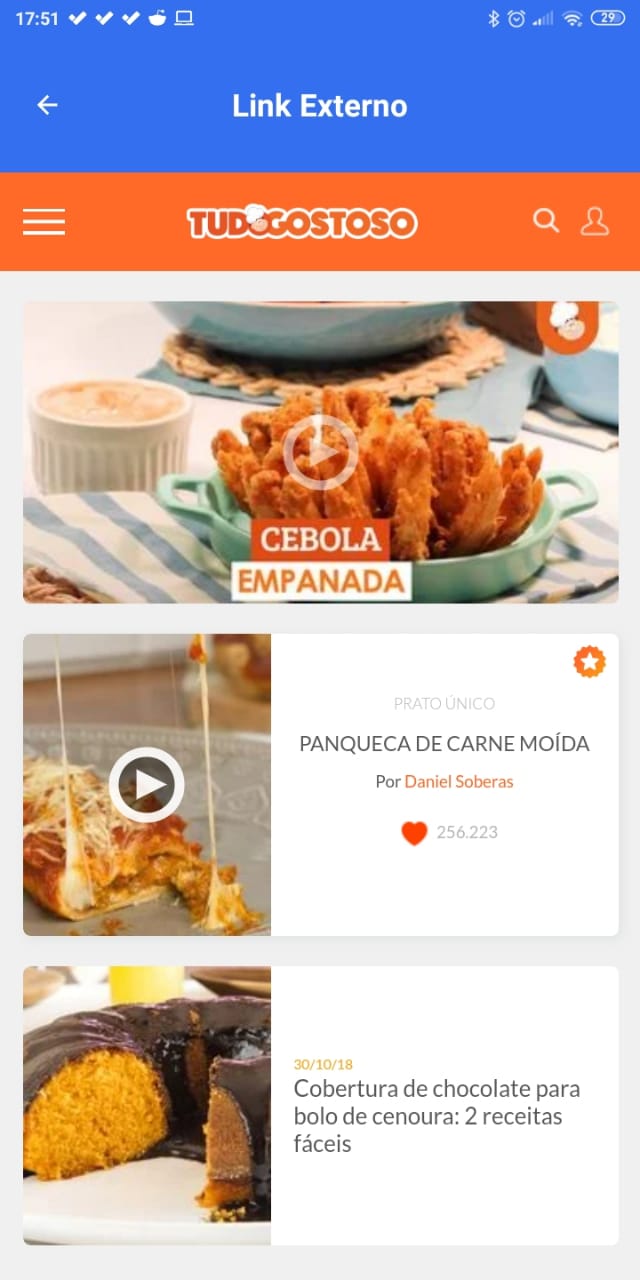 17:51
29
Link Externo
TUDOGOSTOSO
CEBOLA
EMPANADA
PRATO ÚNICO
PANQUECA DE CARNE MOÍDA
Por Daniel Soberas
256.223
30/10/18
Cobertura de chocolate para
bolo de cenoura: 2 receitas
fáceis